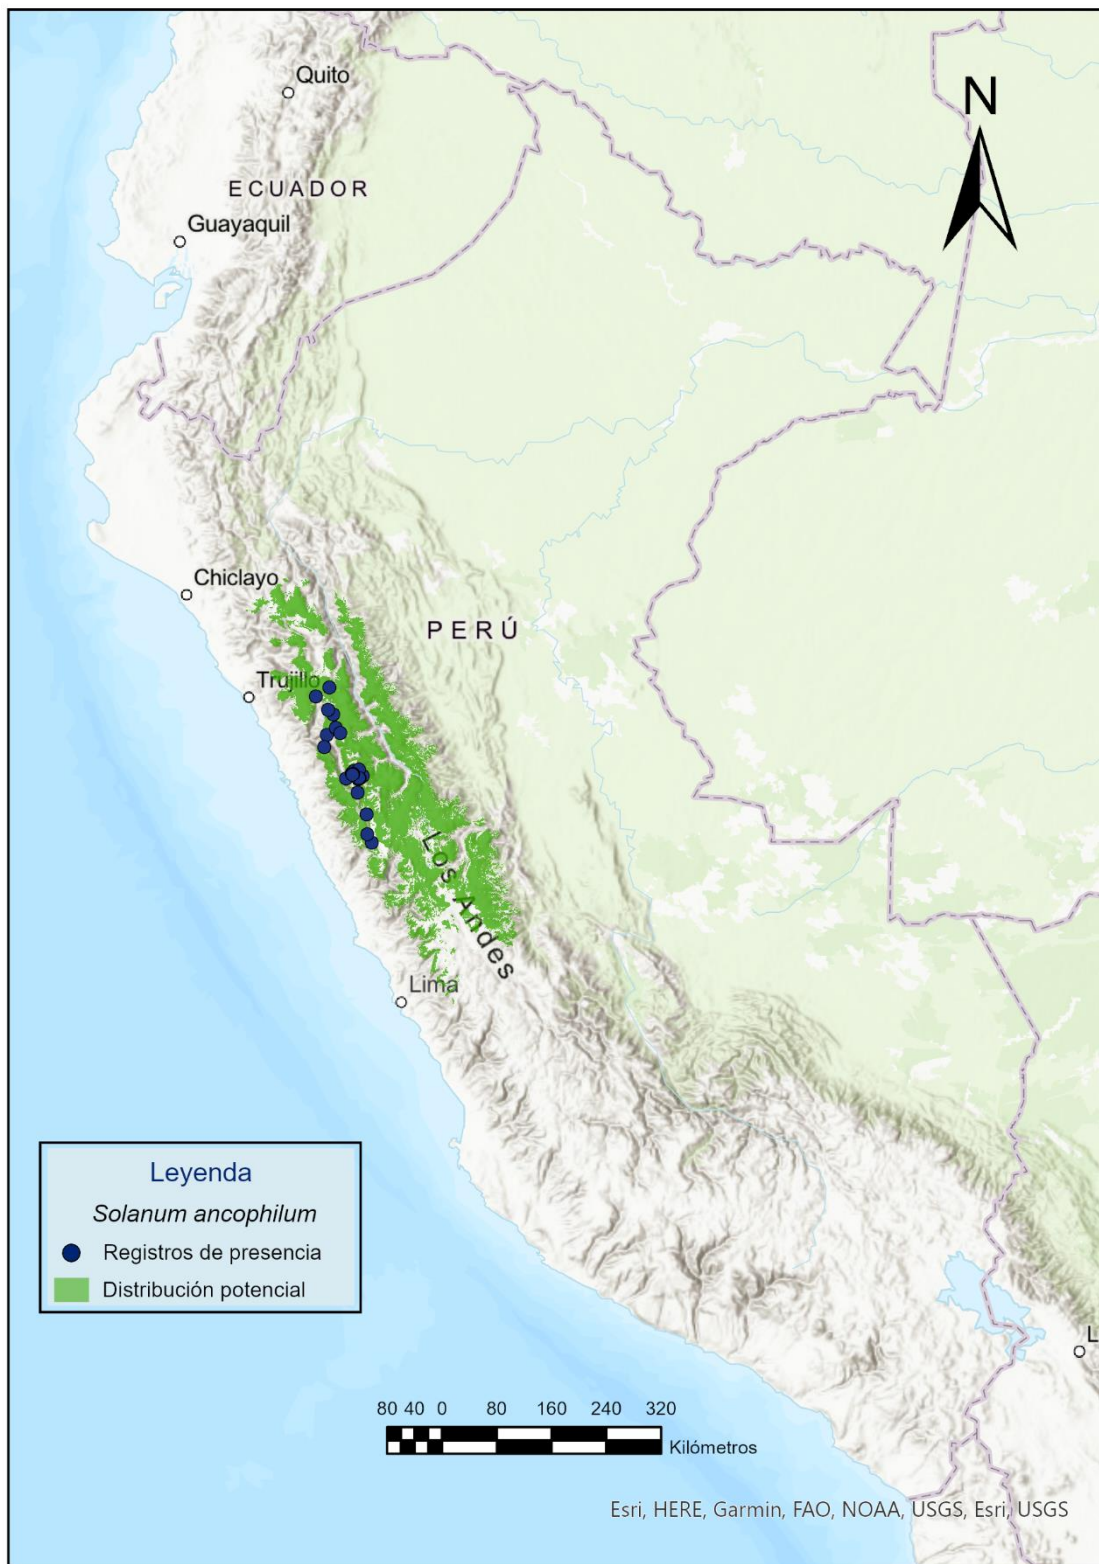 N
Quito
ECUADOR
Guayaquil
Chiclayo
PERÚ
Trujillo
Los Andes
Lima
Leyenda
Solanum ancophilum
Registros de presencia
Distribución potencial
L
80 40 0 80 160 240 320
Kilómetros
Esri, HERE, Garmin, FAO, NOAA, USGS, Esri, USGS